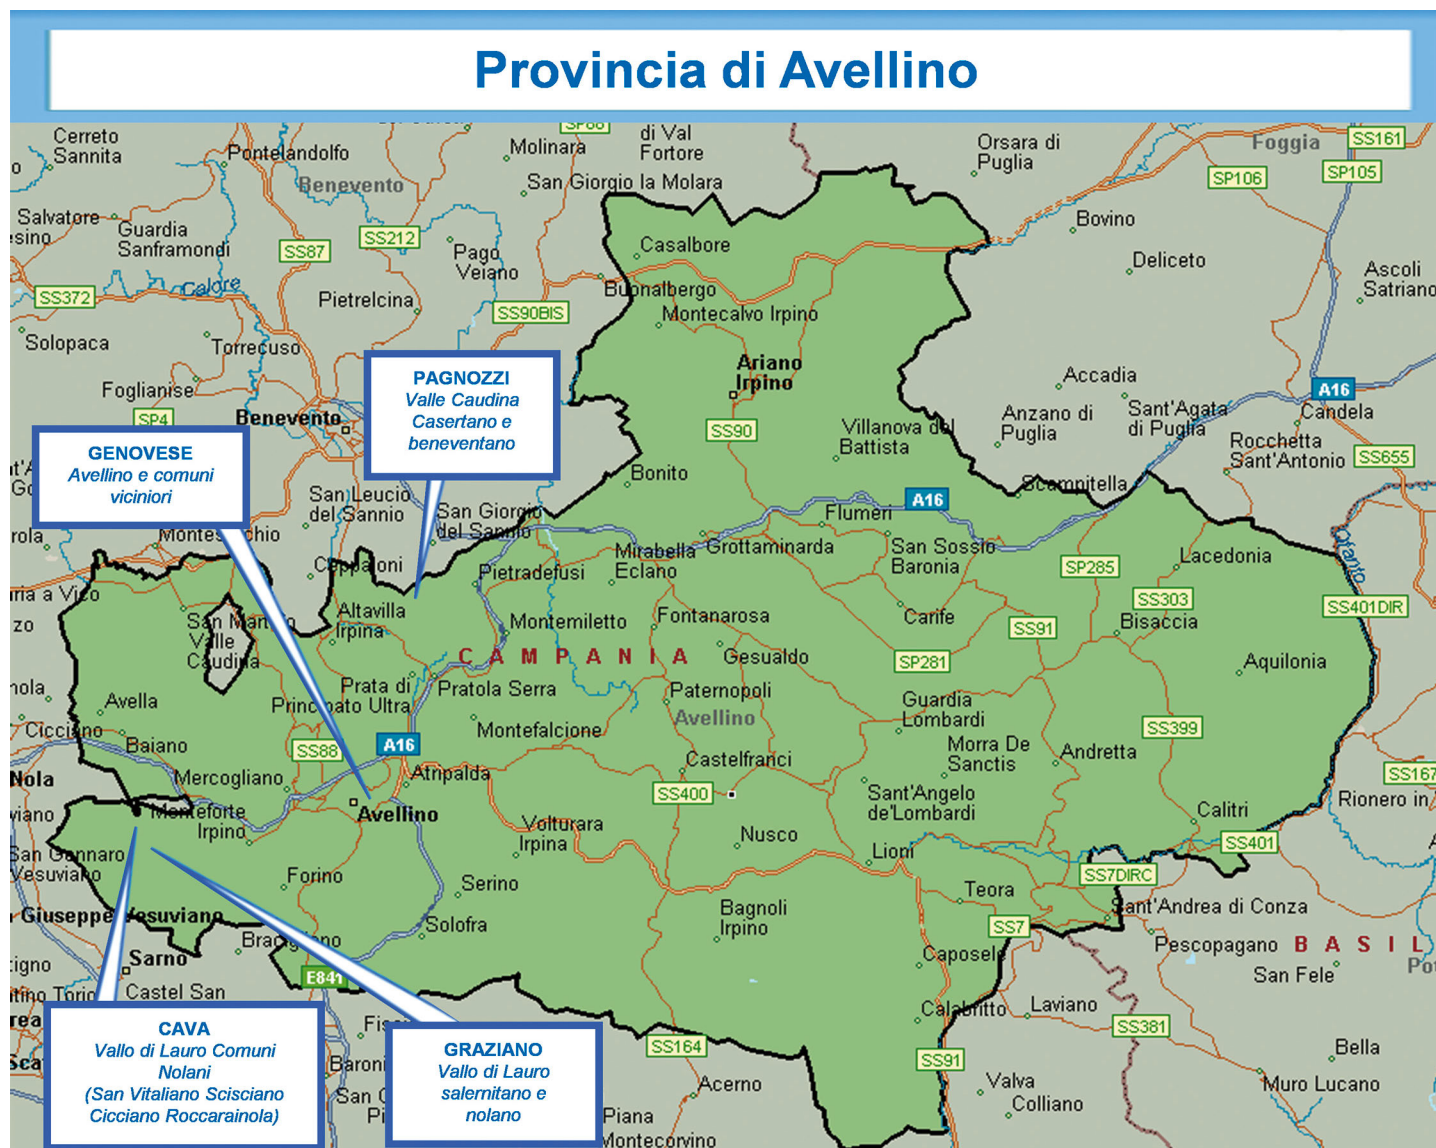 Provincia di Avellino
Cerreto
Sannita
Pontelandolfo
Benevento
Molinara
SP88
di Val
Fortore
San Giorgio la Molara
Orsara di
Puglia
Foggia
SS161
SP106
SP105
Salvatore
Guardia
Sanframondi
SS87
SS212
Pago
Veiano
Casalbore
Bovino
Deliceto
Ascoli
Satriano
SS372
Calore
Pietrelcina
SS90BIS
Buonalbergo
Montecalvo Irpino
Solopaca
Torrecuso
Foglianise
SP4
Benevento
PAGNOZZI
Valle Caudina
Casertano e
beneventano
Ariano
Irpino
SS90
Villanova del
Battista
Accadia
Anzano di
Puglia
Sant'Agata
di Puglia
A16
Candela
Rocchetta
Sant'Antonio
SS655
GENOVESE
Avellino e comuni
viciniori
San Leucio
del Sannio
San Giorgio
del Sannio
Bonito
A16
Scampitella
Flumeri
Mirabella
Eclano
Grottaminarda
San Sossio
Baronia
Lacedonia
Ofanto
Pietradefusi
SP285
SS303
SS401DIR
Altavilla
Irpina
San Martino
Valle
Caudina
Montemiletto
Fontanarosa
Carife
SS91
Bisaccia
CAMPANIA
Gesualdo
SP281
Aquilonia
Avella
Prata di
Principato Ultra
Pratola Serra
Paternopoli
Avellino
Guardia
Lombardi
SS399
Cicciano
Baiano
SS88
A16
Montefalcione
Castelfranci
Morra De
Sanctis
Andretta
Nola
Mercogliano
Atripalda
SS400
Sant'Angelo
de'Lombardi
SS167
Rionero in
Monteforte
Irpino
Avellino
Volturara
Irpina
Nusco
Calitri
San Gennaro
Vesuviano
Lioni
SS401
SS7DIRC
Forino
Serino
Teora
Giuseppe Vesuviano
Solofra
Bagnoli
Irpino
SS7
Sant'Andrea di Conza
Bracigliano
Sarno
Pescopagano
BASIL
San Fele
Caposele
E841
Castel San
Calabritto
Laviano
SS381
CAVA
Vallo di Lauro Comuni
Nolani
(San Vitaliano Scisciano
Cicciano Roccarainola)
GRAZIANO
Vallo di Lauro
salernitano e
nolano
SS164
SS91
Bella
Muro Lucano
Acerno
Valva
Colliano
Piana
Montecorvino